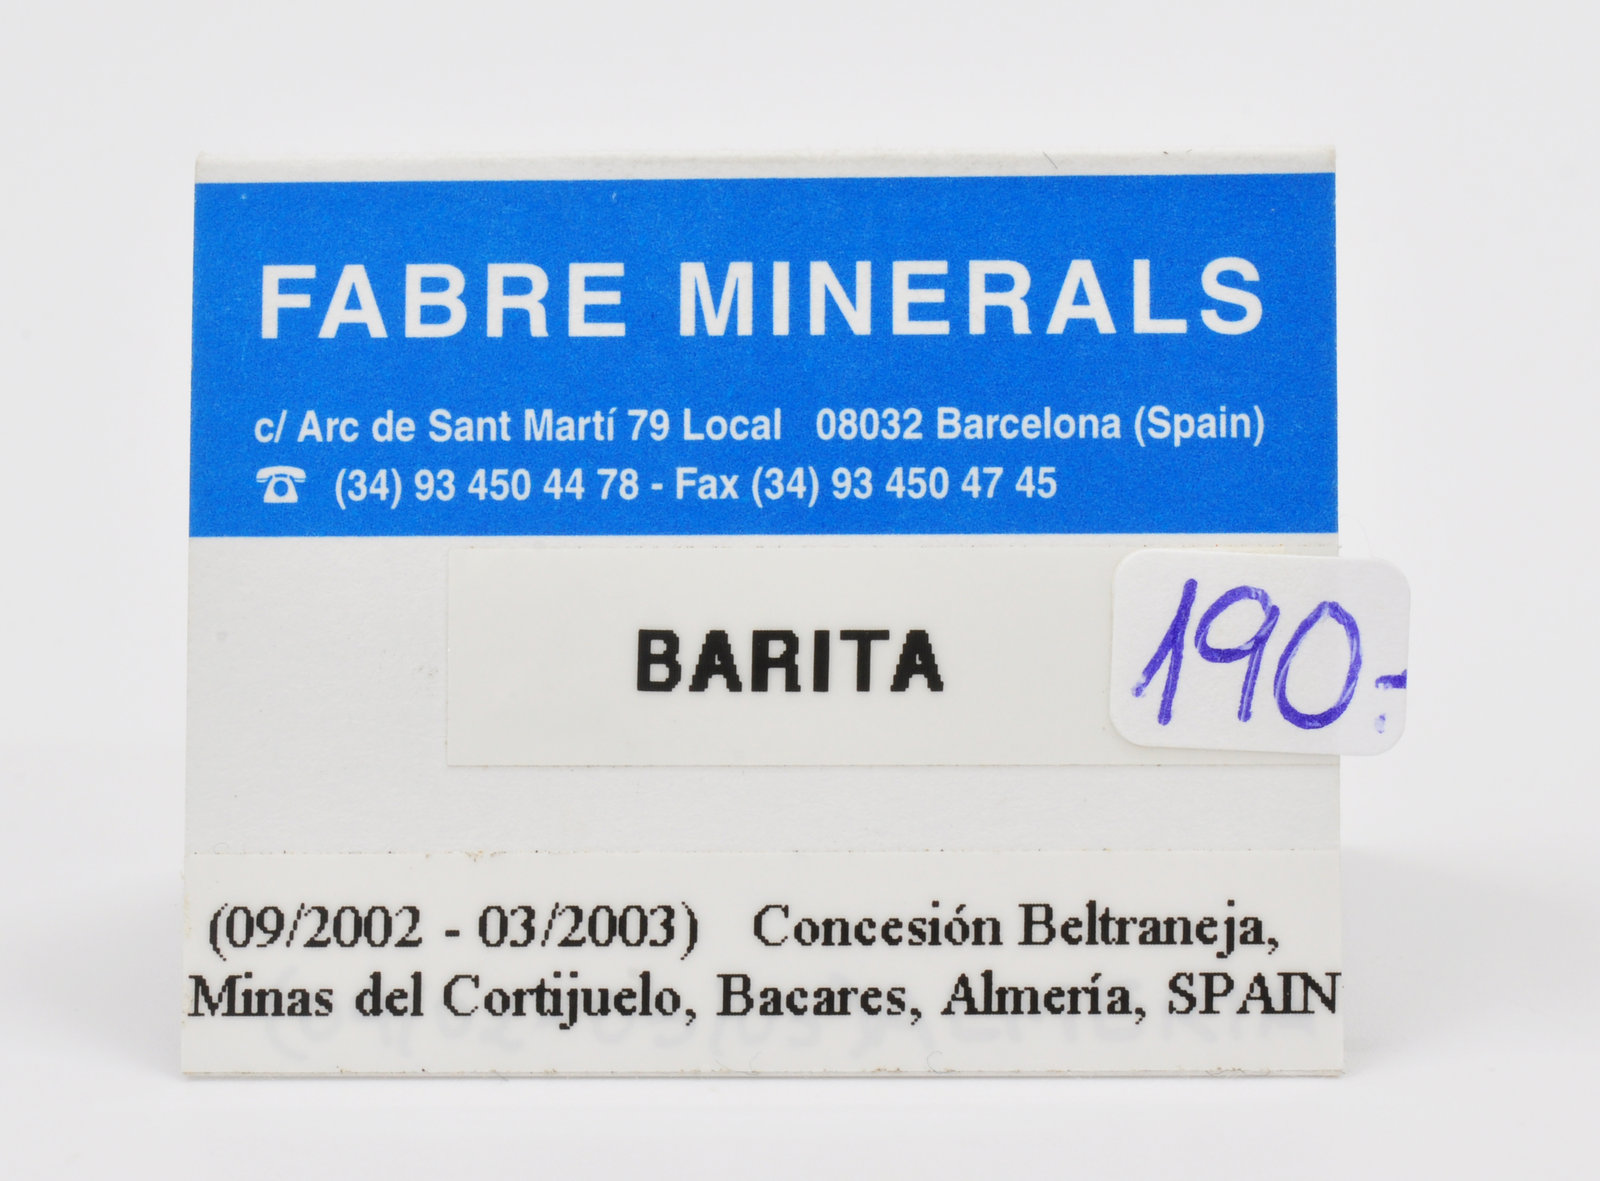 FABRE MINERALS
c/ Arc de Sant Martí 79 Local 08032 Barcelona (Spain)
☎ (34) 93 450 44 78 - Fax (34) 93 450 47 45
BARITA
190.-
(09/2002 - 03/2003) Concesión Beltraneja,
Minas del Cortijuelo, Bacares, Almería, SPAIN